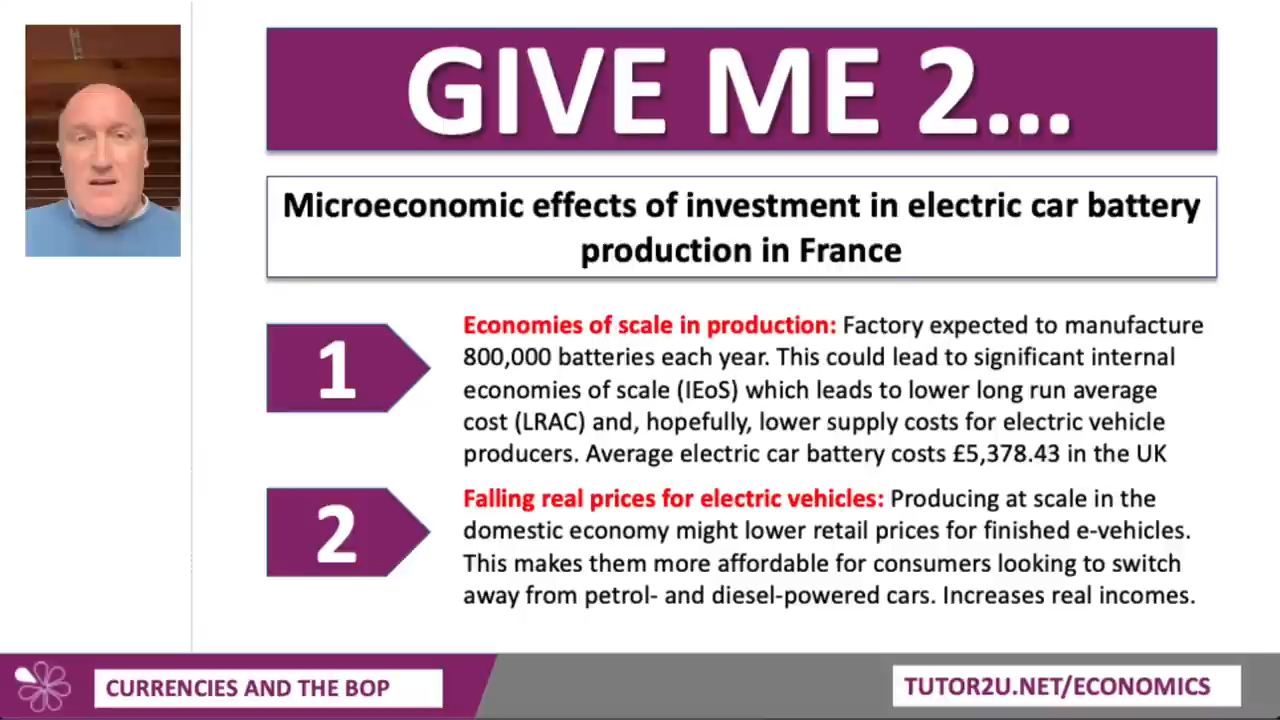 GIVE ME 2...
Microeconomic effects of investment in electric car battery
production in France
1
Economies of scale in production: Factory expected to manufacture
800,000 batteries each year. This could lead to significant internal
economies of scale (IEoS) which leads to lower long run average
cost (LRAC) and, hopefully, lower supply costs for electric vehicle
producers. Average electric car battery costs £5,378.43 in the UK
2
Falling real prices for electric vehicles: Producing at scale in the
domestic economy might lower retail prices for finished e-vehicles.
This makes them more affordable for consumers looking to switch
away from petrol- and diesel-powered cars. Increases real incomes.
CURRENCIES AND THE BOP
TUTOR2U.NET/ECONOMICS